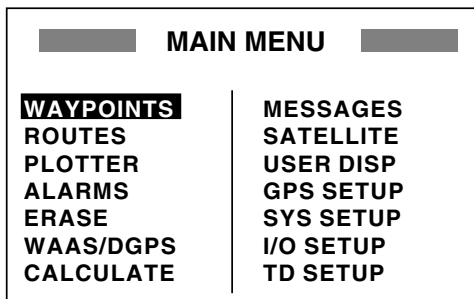 MAIN MENU
WAYPOINTS
ROUTES
PLOTTER
ALARMS
ERASE
WAAS/DGPS
CALCULATE
MESSAGES
SATELLITE
USER DISP
GPS SETUP
SYS SETUP
I/O SETUP
TD SETUP